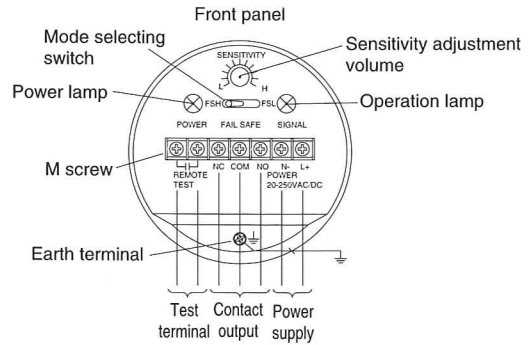 Front panel
Mode selecting
switch
SENSITIVITY
Sensitivity adjustment
volume
L H
Power lamp
FSH FSL
Operation lamp
POWER FAIL SAFE SIGNAL
M screw
REMOTE
TEST
NC COM NO N- L+
POWER
20-250VAC/DC
Earth terminal
Test
terminal
Contact
output
Power
supply